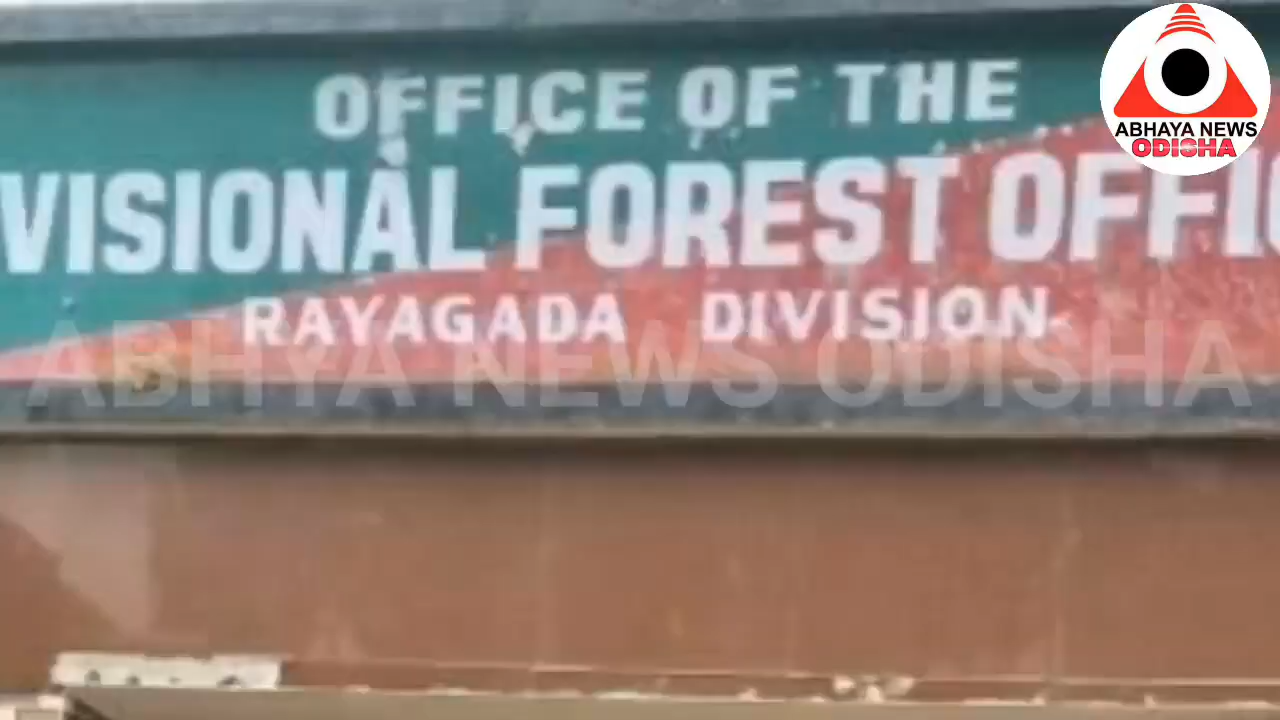 OFFICE OF THE
VISIONAL FOREST OFFIC
RAYAGADA DIVISION
ABHYA NEWS ODISHA
ABHAYA NEWS
ODISHA